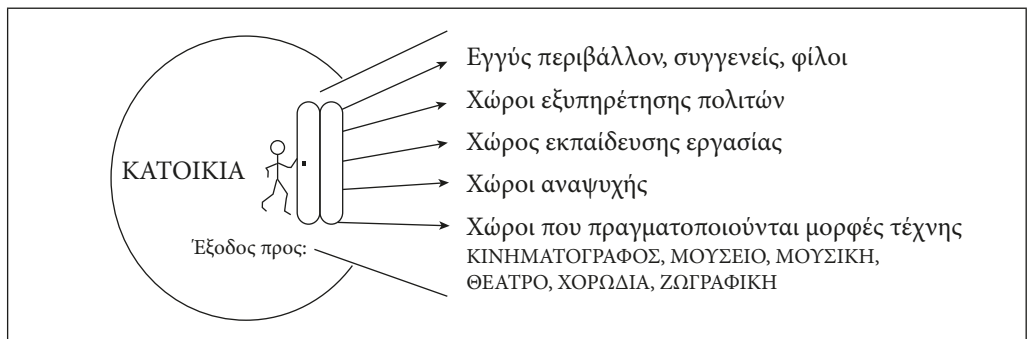 Εγγύς περιβάλλον, συγγενείς, φίλοι
Χώροι εξυπηρέτησης πολιτών
Χώρος εκπαίδευσης εργασίας
ΚΑΤΟΙΚΙΑ
Χώροι αναψυχής
Χώροι που πραγματοποιούνται μορφές τέχνης
Έξοδος προς:
ΚΙΝΗΜΑΤΟΓΡΑΦΟΣ, ΜΟΥΣΕΙΟ, ΜΟΥΣΙΚΗ,
ΘΕΑΤΡΟ, ΧΟΡΩΔΙΑ, ΖΩΓΡΑΦΙΚΗ